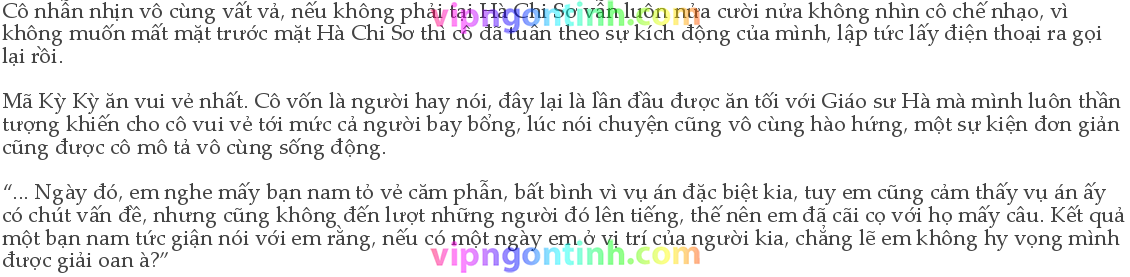 Cô nhẫn nhịn vô cùng vất vả, nếu không phải tại Hà Chi Sơ vẫn luôn nửa cười nửa không nhìn cô chế nhạo, vì
không muốn mất mặt trước mặt Hà Chi Sơ thì cô đã tuân theo sự kích động của mình, lập tức lấy điện thoại ra gọi
lại rồi.
Mã Kỳ Kỳ ăn vui vẻ nhất. Cô vốn là người hay nói, đây lại là lần đầu được ăn tối với Giáo sư Hà mà mình luôn thần
tượng khiến cho cô vui vẻ tới mức cả người bay bổng, lúc nói chuyện cũng vô cùng hào hứng, một sự kiện đơn giản
cũng được cô mô tả vô cùng sống động.
“... Ngày đó, em nghe mấy bạn nam tỏ vẻ căm phẫn, bất bình vì vụ án đặc biệt kia, tuy em cũng cảm thấy vụ án ấy
có chút vấn đề, nhưng cũng không đến lượt những người đó lên tiếng, thế nên em đã cãi cọ với họ mấy câu. Kết quả
một bạn nam tức giận nói với em rằng, nếu có một ngày em ở vị trí của người kia, chẳng lẽ em không hy vọng mình
được giải oan à?”
vipngontinh.com
vipngontinh.com